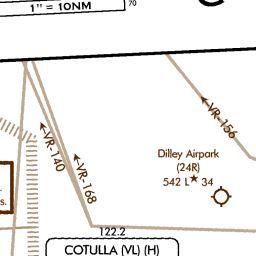 1" = 10NM
70
VR-156
VR-140
VR-168
Dilley Airpark
(24R)
542 L★ 34
s.
122.2
COTULLA (VL) (H)